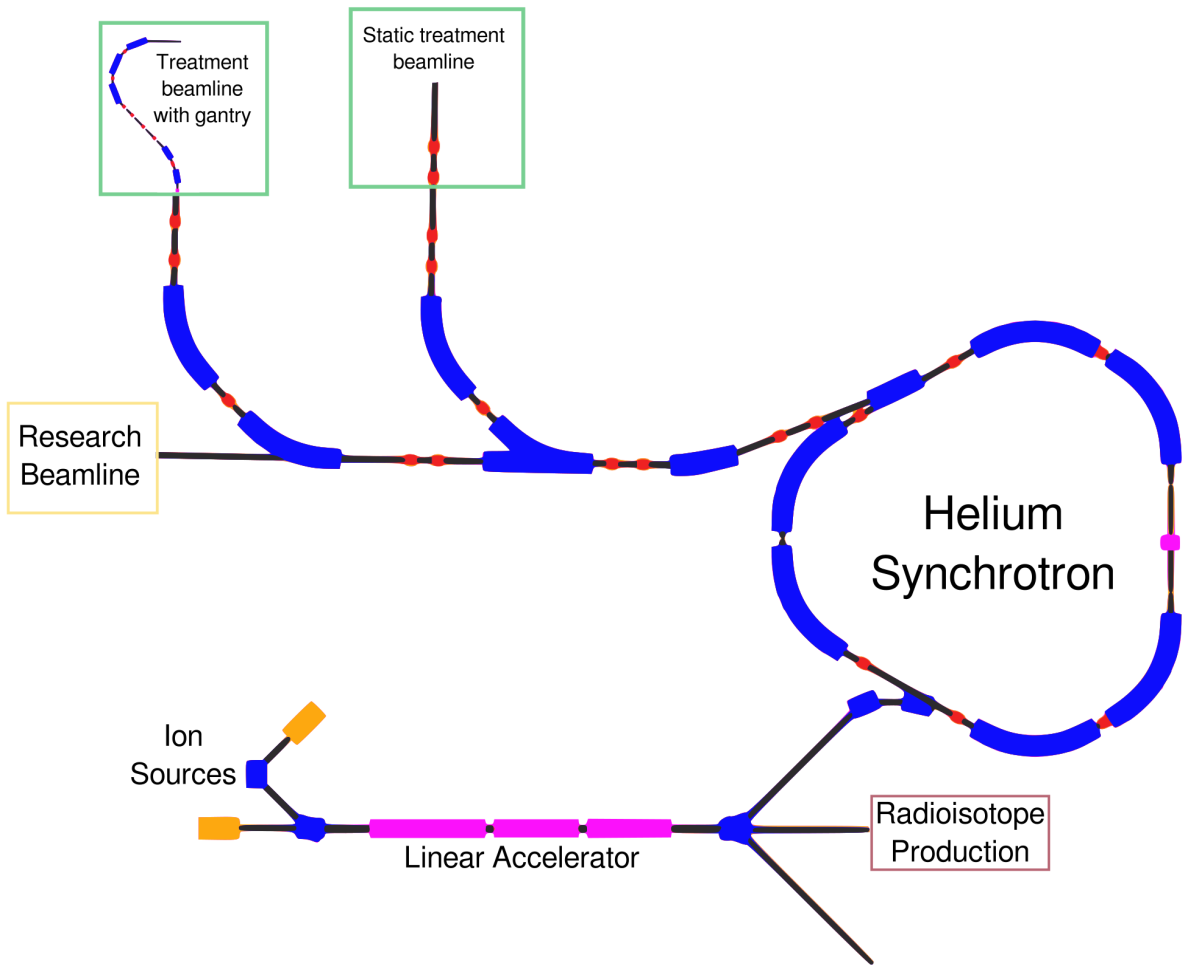 Treatment
beamline
with gantry
Static treatment
beamline
Research
Beamline
Helium
Synchrotron
Ion
Sources
Linear Accelerator
Radioisotope
Production